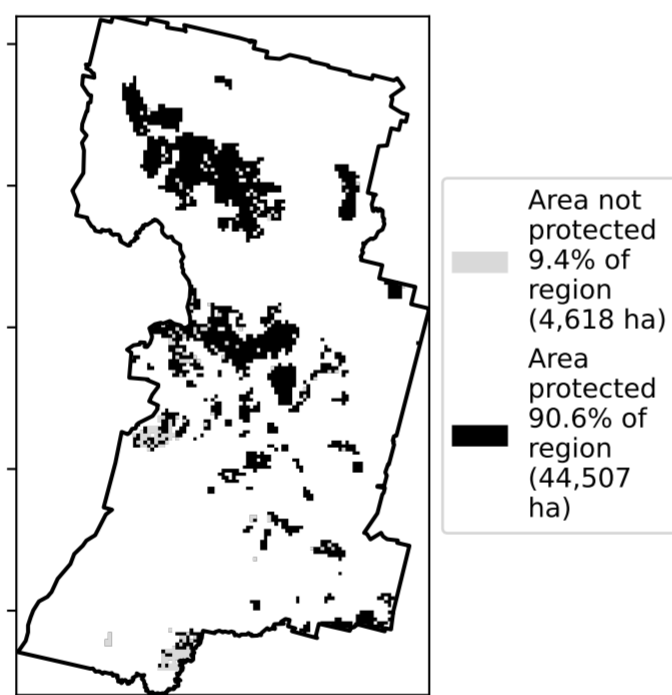 Area not
protected
9.4% of
region
(4,618 ha)
Area
protected
90.6% of
region
(44,507
ha)